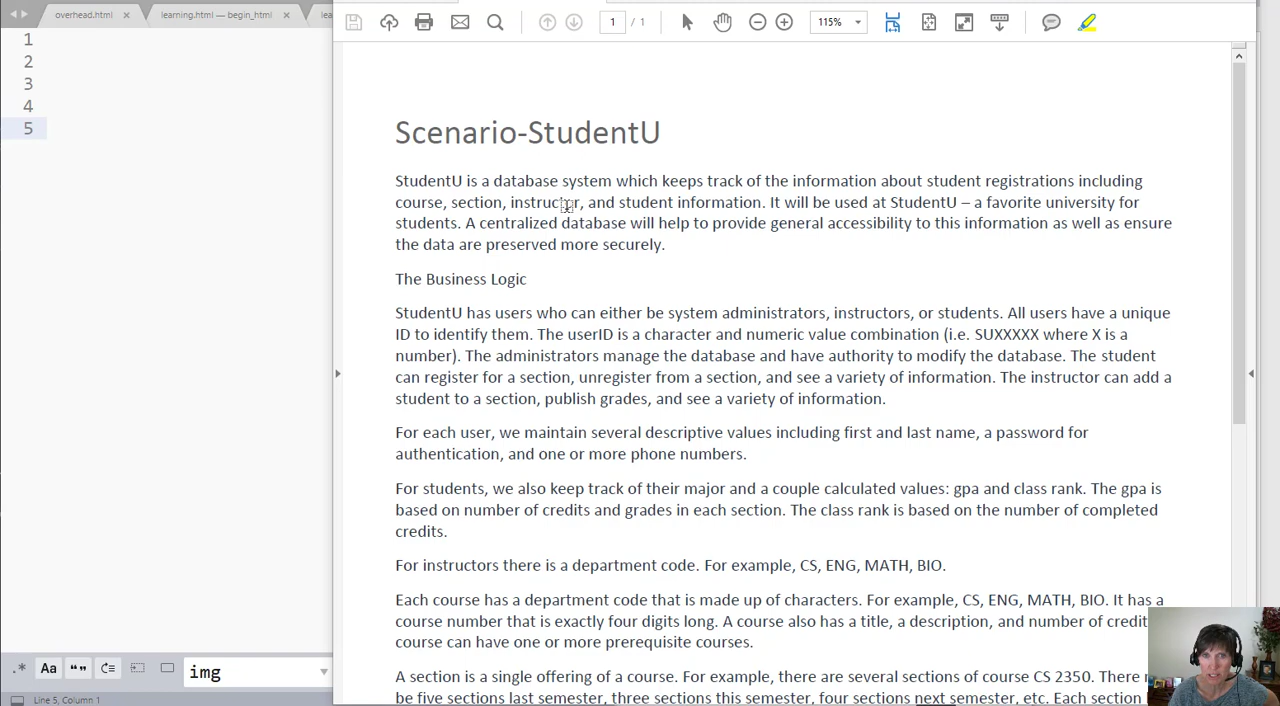 overhead.html ×
learning.html — begin_html ×
lea
1 / 1
115%
1
2
3
4
5
Scenario-StudentU
StudentU is a database system which keeps track of the information about student registrations including
course, section, instructor, and student information. It will be used at StudentU – a favorite university for
students. A centralized database will help to provide general accessibility to this information as well as ensure
the data are preserved more securely.
The Business Logic
StudentU has users who can either be system administrators, instructors, or students. All users have a unique
ID to identify them. The userID is a character and numeric value combination (i.e. SUXXXXX where X is a
number). The administrators manage the database and have authority to modify the database. The student
can register for a section, unregister from a section, and see a variety of information. The instructor can add a
student to a section, publish grades, and see a variety of information.
For each user, we maintain several descriptive values including first and last name, a password for
authentication, and one or more phone numbers.
For students, we also keep track of their major and a couple calculated values: gpa and class rank. The gpa is
based on number of credits and grades in each section. The class rank is based on the number of completed
credits.
For instructors there is a department code. For example, CS, ENG, MATH, BIO.
Each course has a department code that is made up of characters. For example, CS, ENG, MATH, BIO. It has a
course number that is exactly four digits long. A course also has a title, a description, and number of credit
course can have one or more prerequisite courses.
A section is a single offering of a course. For example, there are several sections of course CS 2350. There
be five sections last semester, three sections this semester, four sections next semester, etc. Each section
.* Aa “”
img
Line 5, Column 1